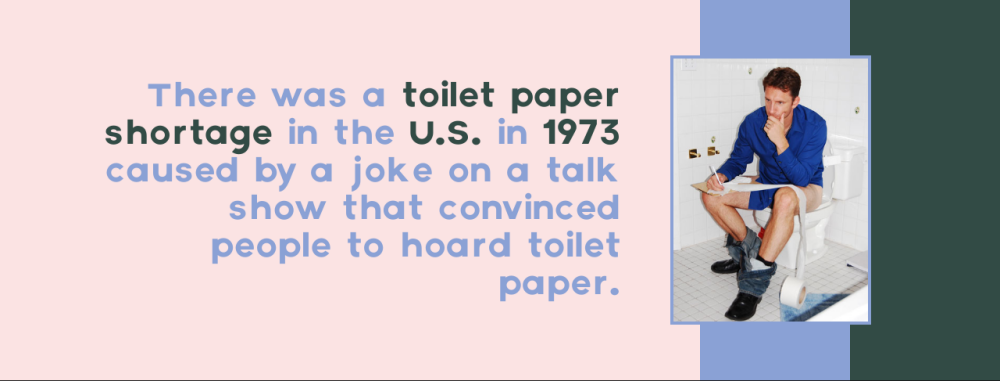 There was a toilet paper
shortage in the U.S. in 1973
caused by a joke on a talk
show that convinced
people to hoard toilet
paper.